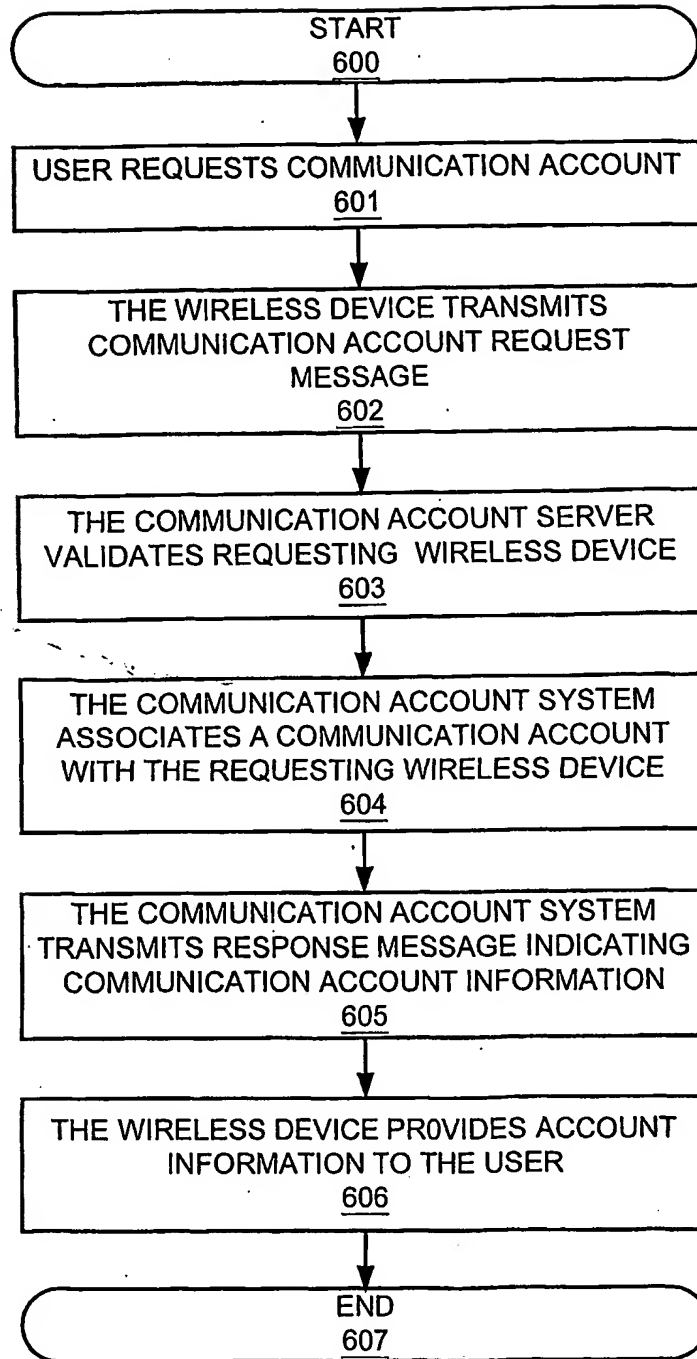 START
600
USER REQUESTS COMMUNICATION ACCOUNT
601
THE WIRELESS DEVICE TRANSMITS
COMMUNICATION ACCOUNT REQUEST
MESSAGE
602
THE COMMUNICATION ACCOUNT SERVER
VALIDATES REQUESTING WIRELESS DEVICE
603
THE COMMUNICATION ACCOUNT SYSTEM
ASSOCIATES A COMMUNICATION ACCOUNT
WITH THE REQUESTING WIRELESS DEVICE
604
THE COMMUNICATION ACCOUNT SYSTEM
TRANSMITS RESPONSE MESSAGE INDICATING
COMMUNICATION ACCOUNT INFORMATION
605
THE WIRELESS DEVICE PR0VIDES ACCOUNT
INFORMATION TO THE USER
606
END
607